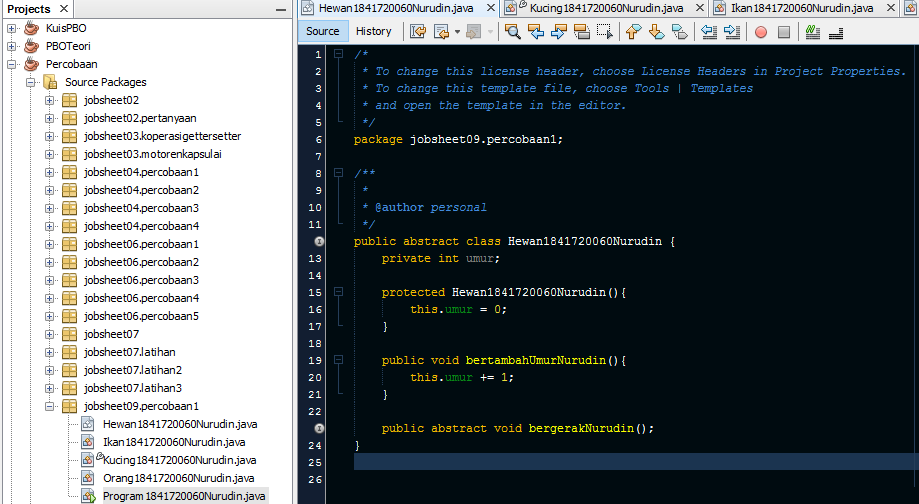 Projects
KuisPBO
PBOTeori
Percobaan
Source Packages
jobsheet02
jobsheet02.pertanyaan
jobsheet03.koperasigettersetter
jobsheet03.motorenkapsulai
jobsheet04.percobaan1
jobsheet04.percobaan2
jobsheet04.percobaan3
jobsheet04.percobaan4
jobsheet06.percobaan1
jobsheet06.percobaan2
jobsheet06.percobaan3
jobsheet06.percobaan4
jobsheet06.percobaan5
jobsheet07
jobsheet07.latihan
jobsheet07.latihan2
jobsheet07.latihan3
jobsheet09.percobaan1
Hewan1841720060Nurudin.java
Ikan1841720060Nurudin.java
Kucing1841720060Nurudin.java
Orang1841720060Nurudin.java
Program1841720060Nurudin.java
Hewan1841720060Nurudin.java Kucing1841720060Nurudin.java Ikan1841720060Nurudin.java
Source History
1 /*
2 * To change this license header, choose License Headers in Project Properties.
3 * To change this template file, choose Tools | Templates
4 * and open the template in the editor.
5 */
6 package jobsheet09.percobaan1;
7
8 /**
9 *
10 * @author personal
11 */
public abstract class Hewan1841720060Nurudin {
13 private int umur;
14
15 protected Hewan1841720060Nurudin(){
16 this.umur = 0;
17 }
18
19 public void bertambahUmurNurudin(){
20 this.umur += 1;
21 }
22
public abstract void bergerakNurudin();
24 }
25
26